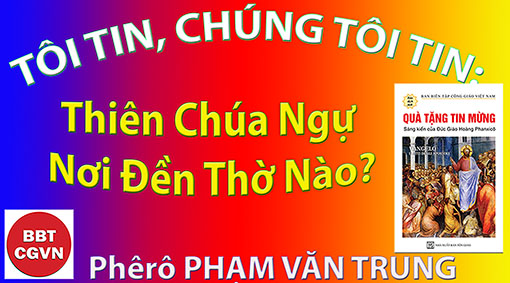 TÔI TIN, CHÚNG TÔI TIN:
Thiên Chúa Ngự
Nơi Đền Thờ Nào?
BAN BIÊN TẬP CÔNG GIÁO VIỆT NAM
QUÀ TẶNG TIN MỪNG
Sáng kiến của Đức Giáo Hoàng Phanxicô
BBT
CGVN
Phêrô PHẠM VĂN TRUNG